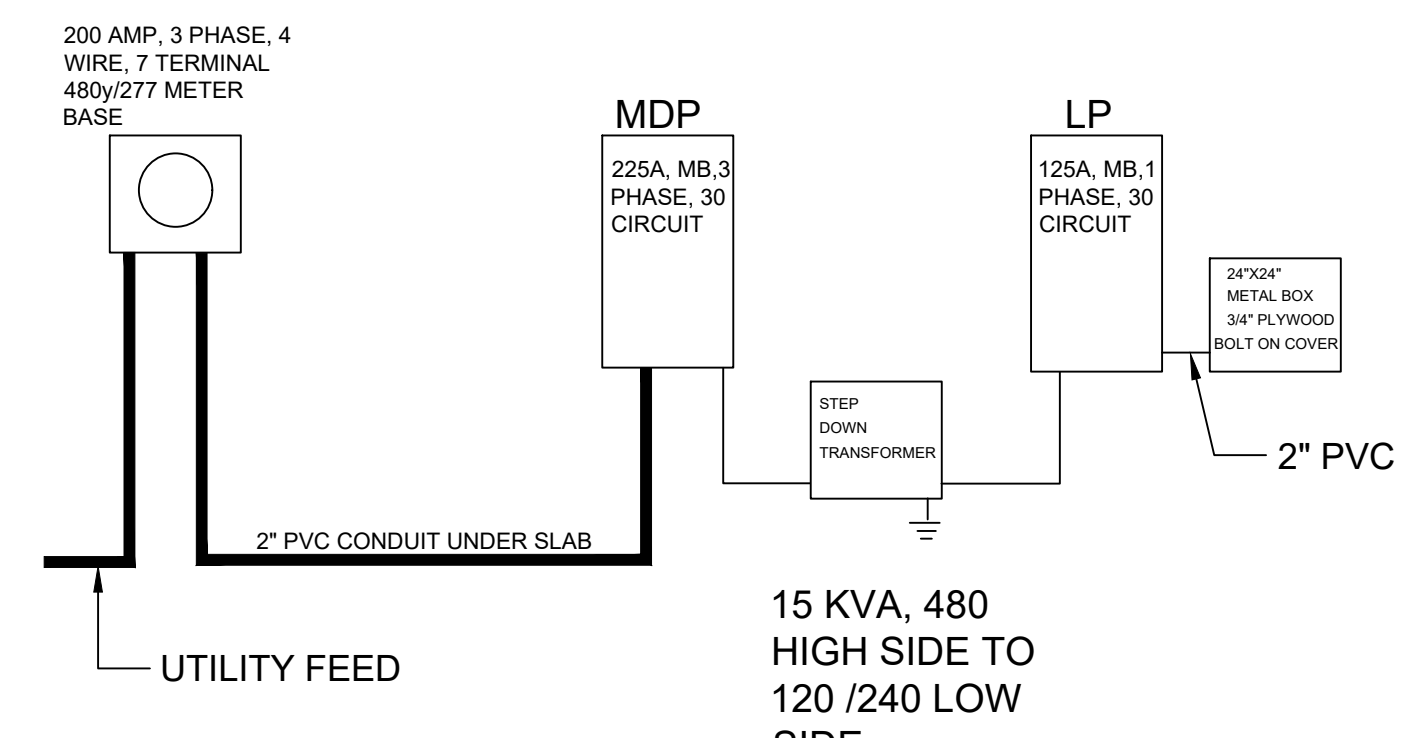 200 AMP, 3 PHASE, 4
WIRE, 7 TERMINAL
480y/277 METER
BASE
MDP
225A, MB,3
PHASE, 30
CIRCUIT
LP
125A, MB,1
PHASE, 30
CIRCUIT
24"X24"
METAL BOX
3/4" PLYWOOD
BOLT ON COVER
STEP
DOWN
TRANSFORMER
2" PVC
2" PVC CONDUIT UNDER SLAB
UTILITY FEED
15 KVA, 480
HIGH SIDE TO
120 /240 LOW
SIDE